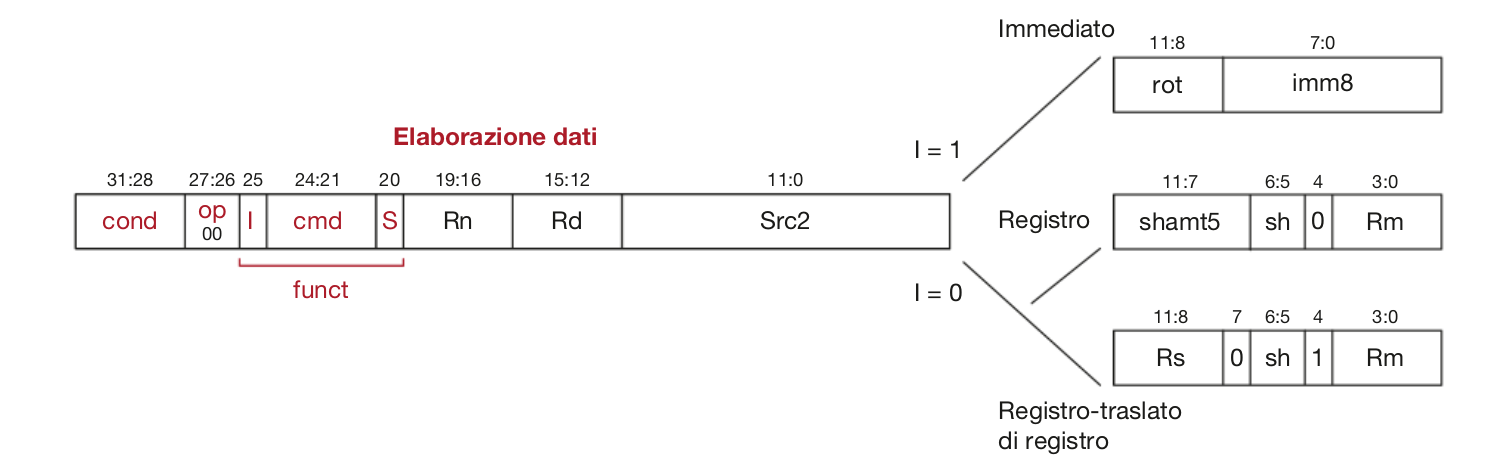 Elaborazione dati
31:28 27:26 25 24:21 20 19:16 15:12 11:0
cond op 00 I cmd S Rn Rd Src2
funct
I = 1
I = 0
Immediato
11:8 7:0
rot imm8
Registro
11:7 6:5 4 3:0
shamt5 sh 0 Rm
11:8 7 6:5 4 3:0
Rs 0 sh 1 Rm
Registro-traslato
di registro